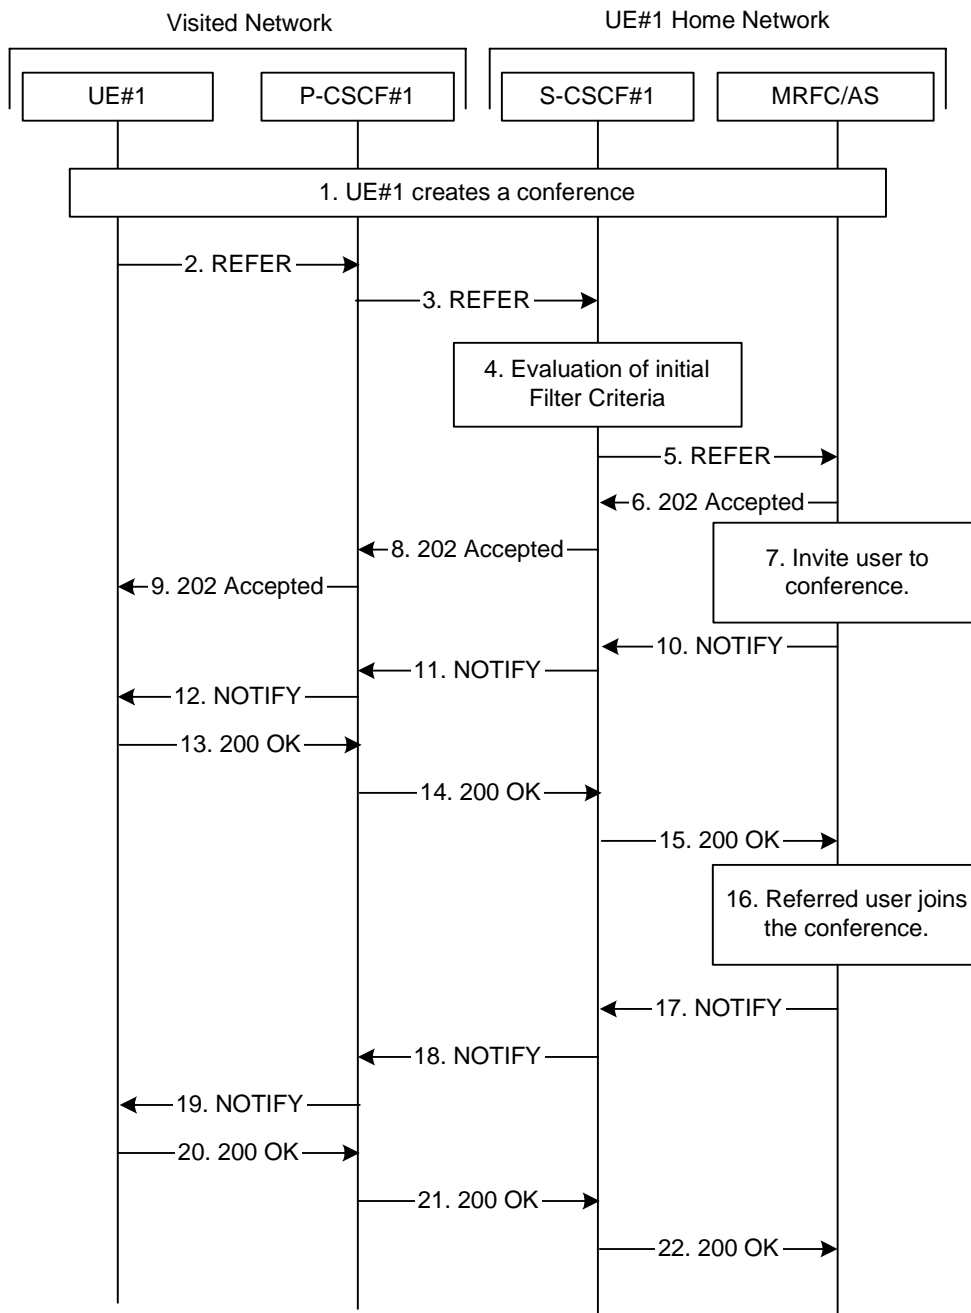 Visited Network
UE#1 Home Network
UE#1
P-CSCF#1
S-CSCF#1
MRFC/AS
1. UE#1 creates a conference
2. REFER
3. REFER
4. Evaluation of initial
Filter Criteria
5. REFER
6. 202 Accepted
7. Invite user to
conference.
8. 202 Accepted
9. 202 Accepted
10. NOTIFY
11. NOTIFY
12. NOTIFY
13. 200 OK
14. 200 OK
15. 200 OK
16. Referred user joins
the conference.
17. NOTIFY
18. NOTIFY
19. NOTIFY
20. 200 OK
21. 200 OK
22. 200 OK